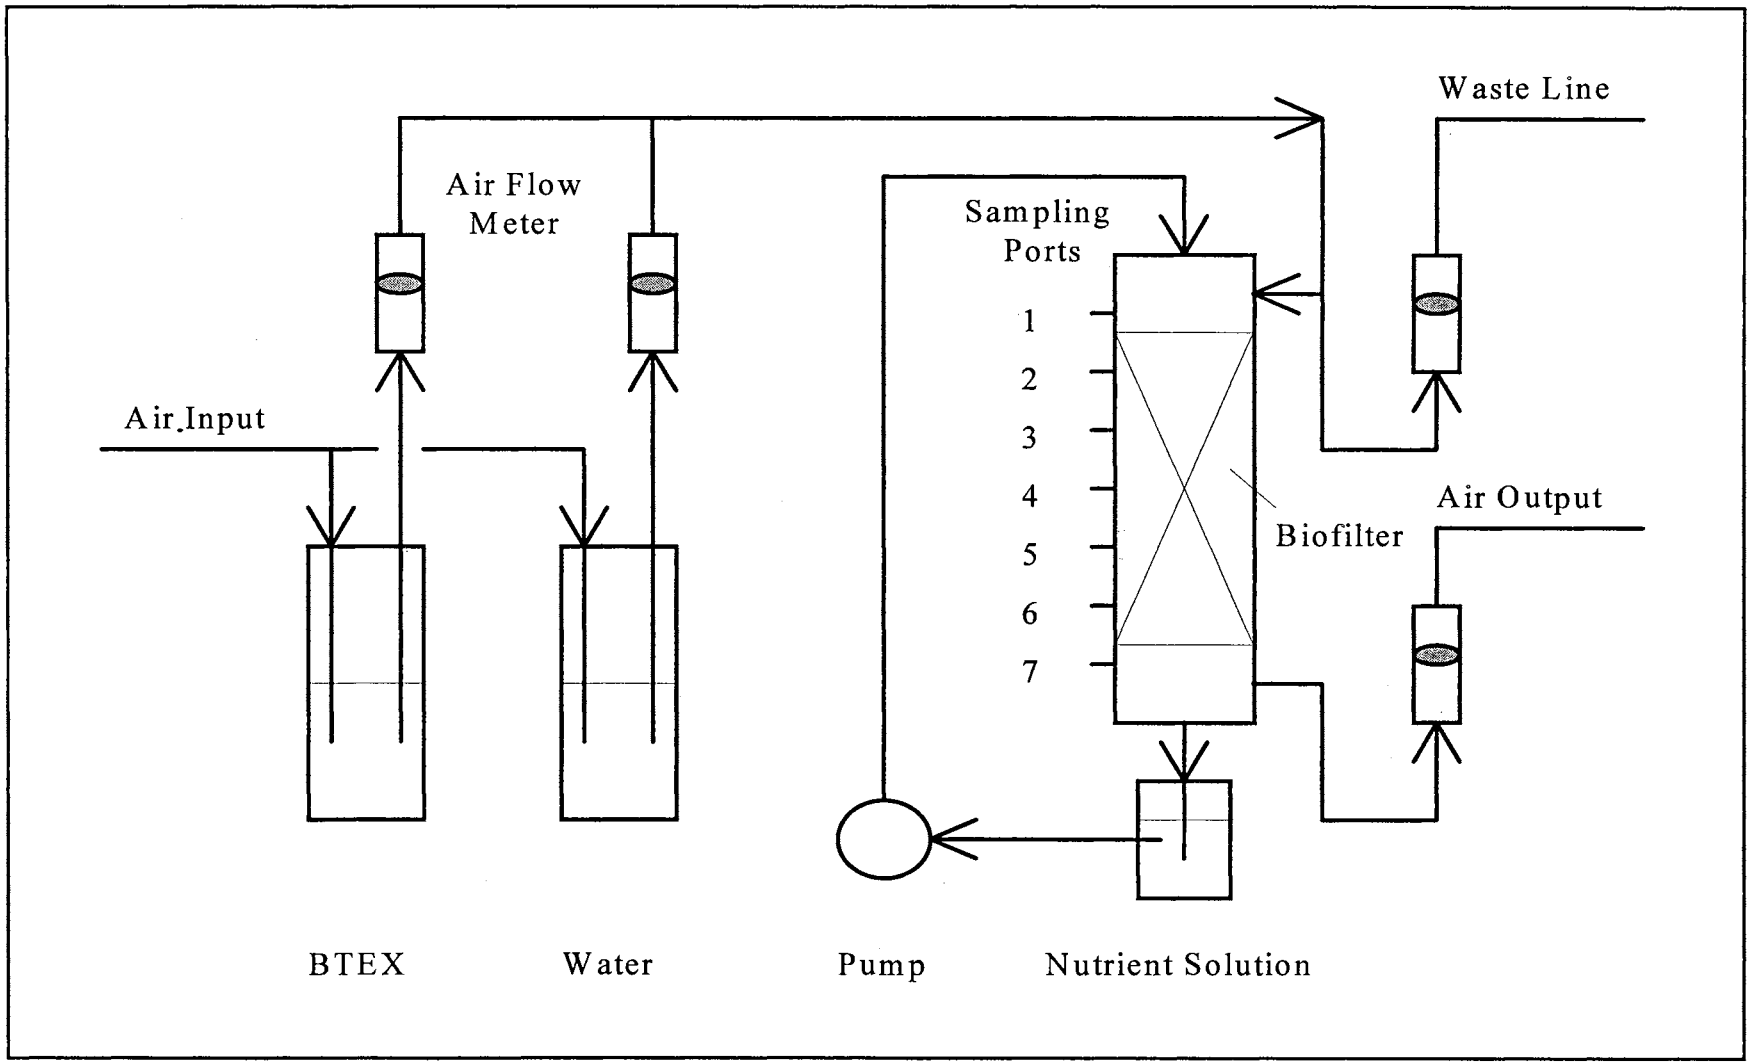 Waste Line
Air Flow
Meter
Sampling
Ports
1
2
3
4
5
6
7
Air Input
Air Output
Biofilter
BTEX
Water
Pump
Nutrient Solution